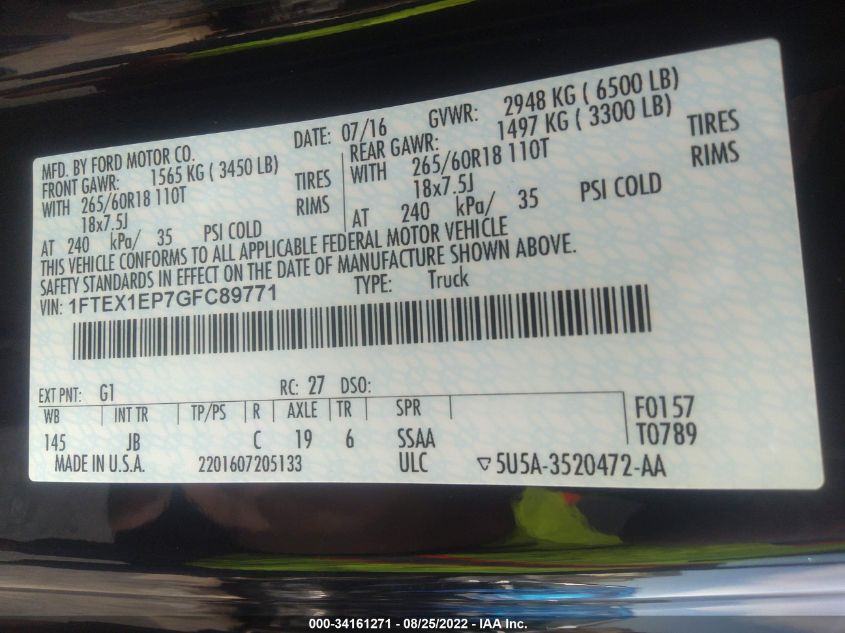 MFD. BY FORD MOTOR CO. DATE: 07/16 GVWR: 2948 KG ( 6500 LB)
FRONT GAWR: 1565 KG ( 3450 LB) REAR GAWR: 1497 KG ( 3300 LB)
WITH 265/60R18 110T TIRES WITH 265/60R18 110T TIRES
18x7.5J RIMS 18x7.5J RIMS
AT 240 kPa/ 35 PSI COLD AT 240 kPa/ 35 PSI COLD
THIS VEHICLE CONFORMS TO ALL APPLICABLE FEDERAL MOTOR VEHICLE
SAFETY STANDARDS IN EFFECT ON THE DATE OF MANUFACTURE SHOWN ABOVE.
VIN: 1FTEX1EP7GFC89771 TYPE: Truck
EXT PNT: G1 RC: 27 DSO:
WB INT TR TP/PS R AXLE TR SPR F0157
145 JB C 19 6 SSAA T0789
MADE IN U.S.A. 2201607205133 ULC ▽5U5A-3520472-AA
000-34161271 - 08/25/2022 - IAA Inc.